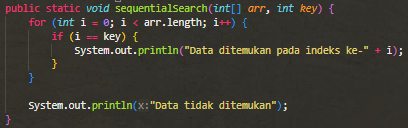 public static void sequentialSearch(int[] arr, int key) {
    for (int i = 0; i < arr.length; i++) {
        if (i == key) {
            System.out.println("Data ditemukan pada indeks ke-" + i);
        }
    }

    System.out.println(x:"Data tidak ditemukan");
}